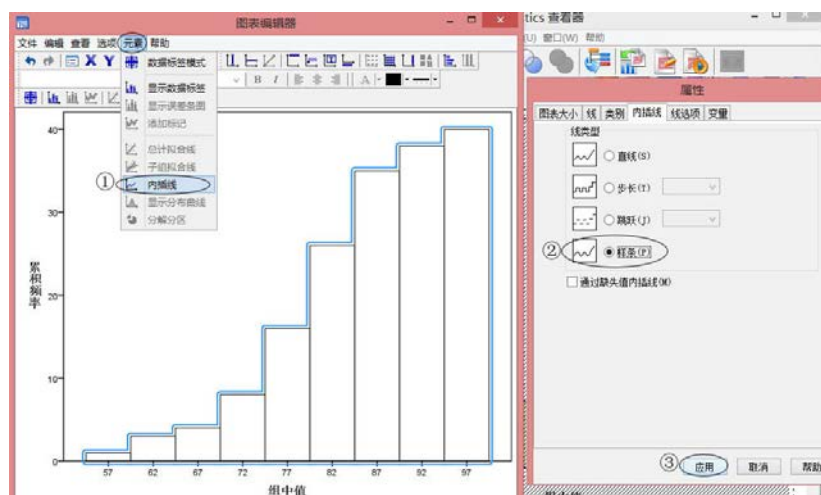 图表编辑器
文件 编辑 查看 选项 元素 帮助
X Y 数据标签模式
B I A
显示数据标签
显示误差条图
添加标记
总计拟合线
子组拟合线
① 内插线
显示分布曲线
分解分区
40
30
20
10
0
累积频率
57 62 67 72 77 82 87 92 97
组中值
tics 查看器
(U) 窗口(W) 帮助
属性
图表大小 线 类别 内插线 线选项 变量
线类型
直线(S)
步长(T)
跳跃(J)
② 样条(P)
通过缺失值内插线(M)
③ 应用 取消 帮助